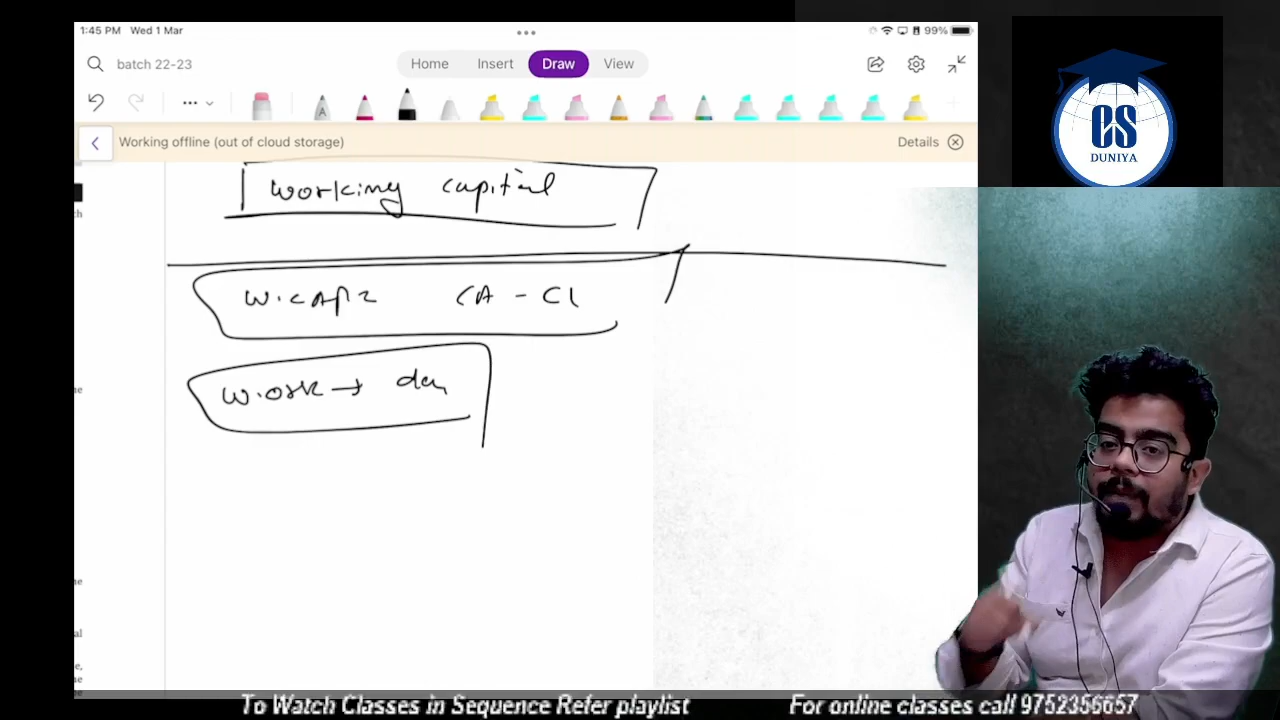 1:45 PM Wed 1 Mar
99%
batch 22-23
Home Insert Draw View
Working offline (out of cloud storage)
Details
CS
DUNIYA
working capital
W.CAP= CA - CL
W.ork → day
To Watch Classes in Sequence Refer playlist
For online classes call 9752356657